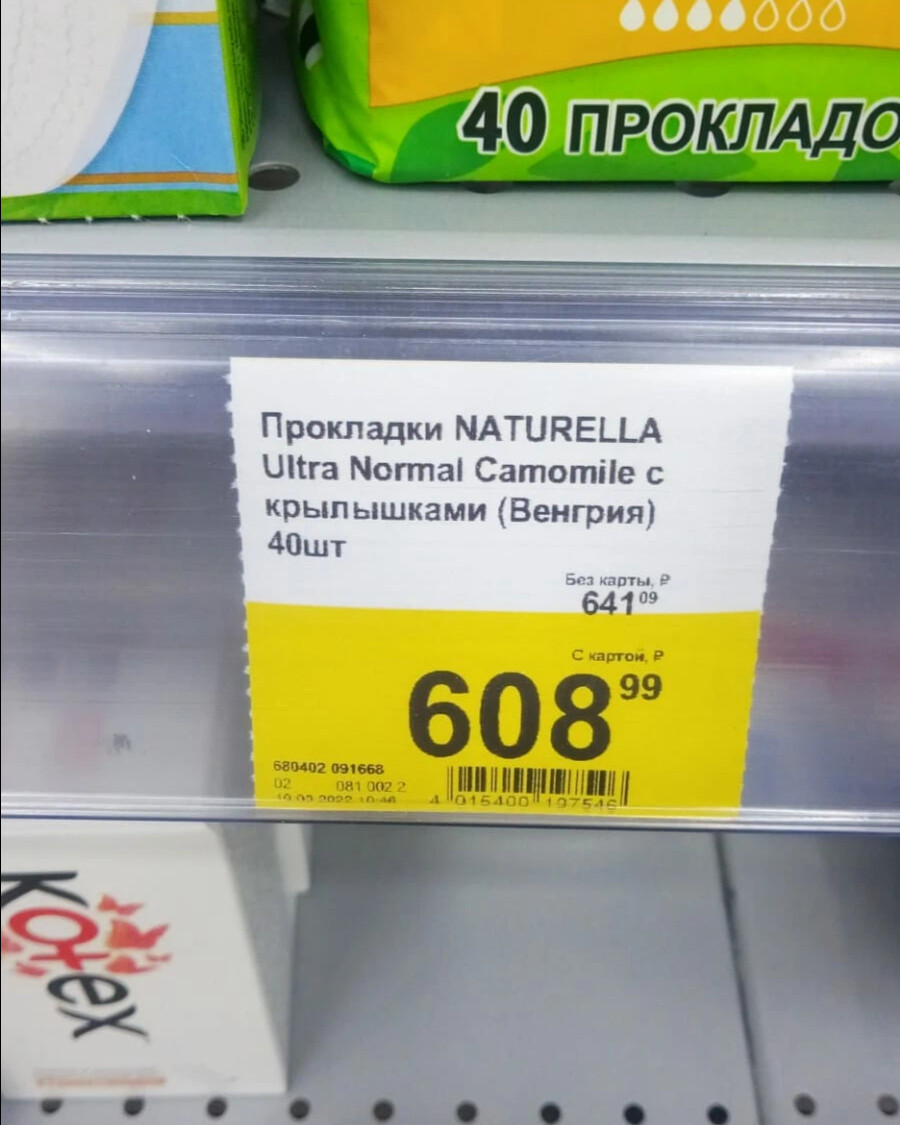 40 ПРОКЛАДО
Прокладки NATURELLA
Ultra Normal Camomile с
крылышками (Венгрия)
40шт
Без карты, ₽
641 09
С картой, ₽
608 99
680402 091668
02 081 002 2
4 015400 197546
Kotex